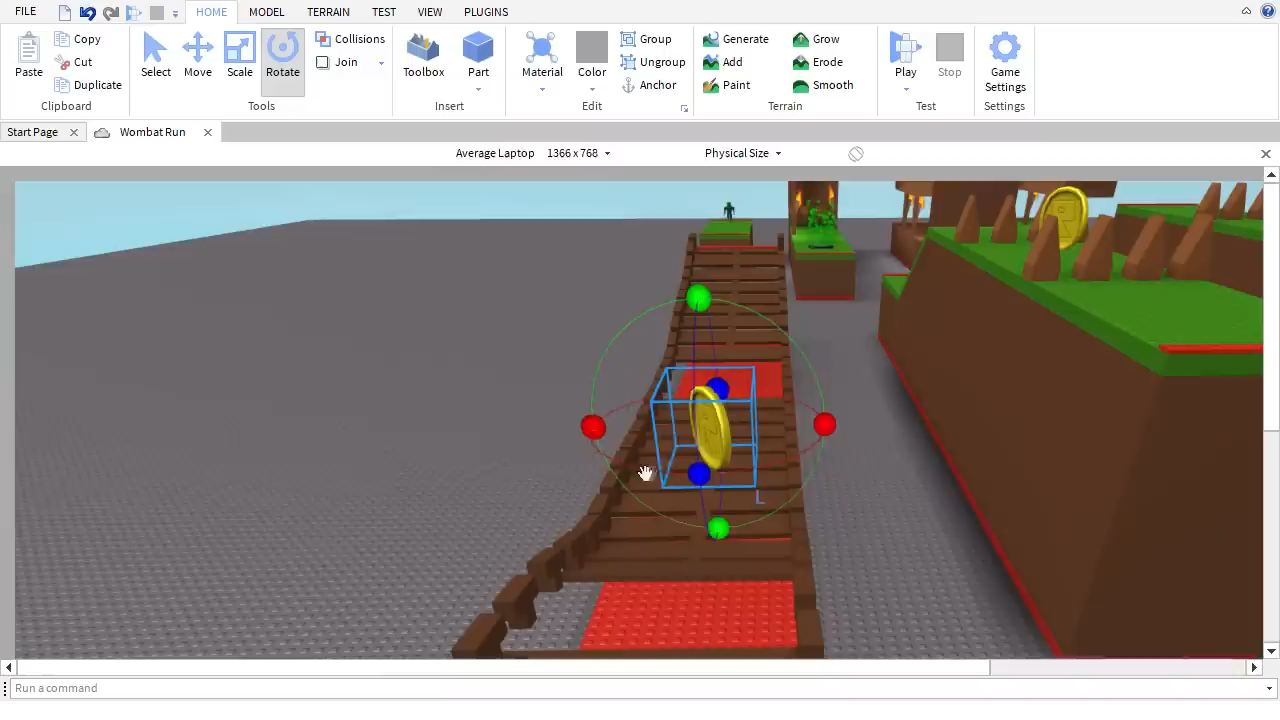 FILE HOME MODEL TERRAIN TEST VIEW PLUGINS
Paste
Copy
Cut
Duplicate
Clipboard
Select
Move
Scale
Rotate
Collisions
Join
Tools
Toolbox
Part
Insert
Material
Color
Group
Ungroup
Anchor
Edit
Generate
Add
Paint
Grow
Erode
Smooth
Terrain
Play
Stop
Test
Game
Settings
Settings
Start Page
Wombat Run
Average Laptop 1366 x 768 Physical Size
R
L
Run a command